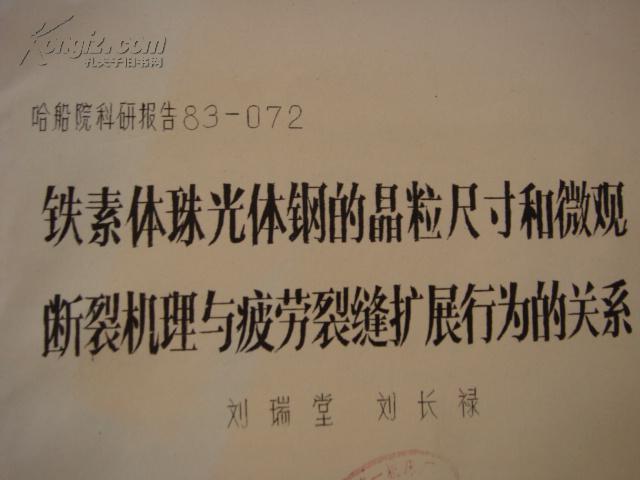 Kongfz.com
孔夫子旧书网
哈船院科研报告83-072
铁素体珠光体钢的晶粒尺寸和微观
断裂机理与疲劳裂缝扩展行为的关系
刘瑞堂 刘长禄